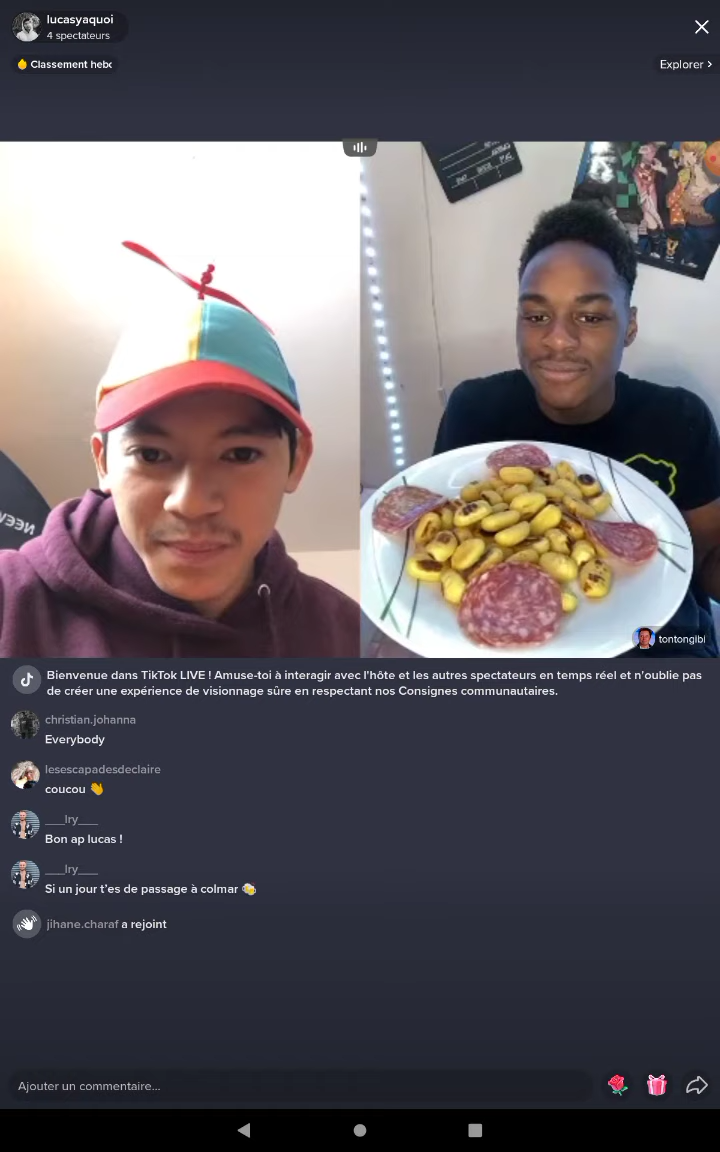 lucasyaquoi
4 spectateurs
Classement heb
Explorer >
NEEW
tontongibi
Bienvenue dans TikTok LIVE ! Amuse-toi à interagir avec l'hôte et les autres spectateurs en temps réel et n'oublie pas
de créer une expérience de visionnage sûre en respectant nos Consignes communautaires.
christian.johanna
Everybody
lesescapadesdeclaire
coucou 👋
___lry___
Bon ap lucas !
___lry___
Si un jour t'es de passage à colmar 🍻
jihane.charaf a rejoint
Ajouter un commentaire...